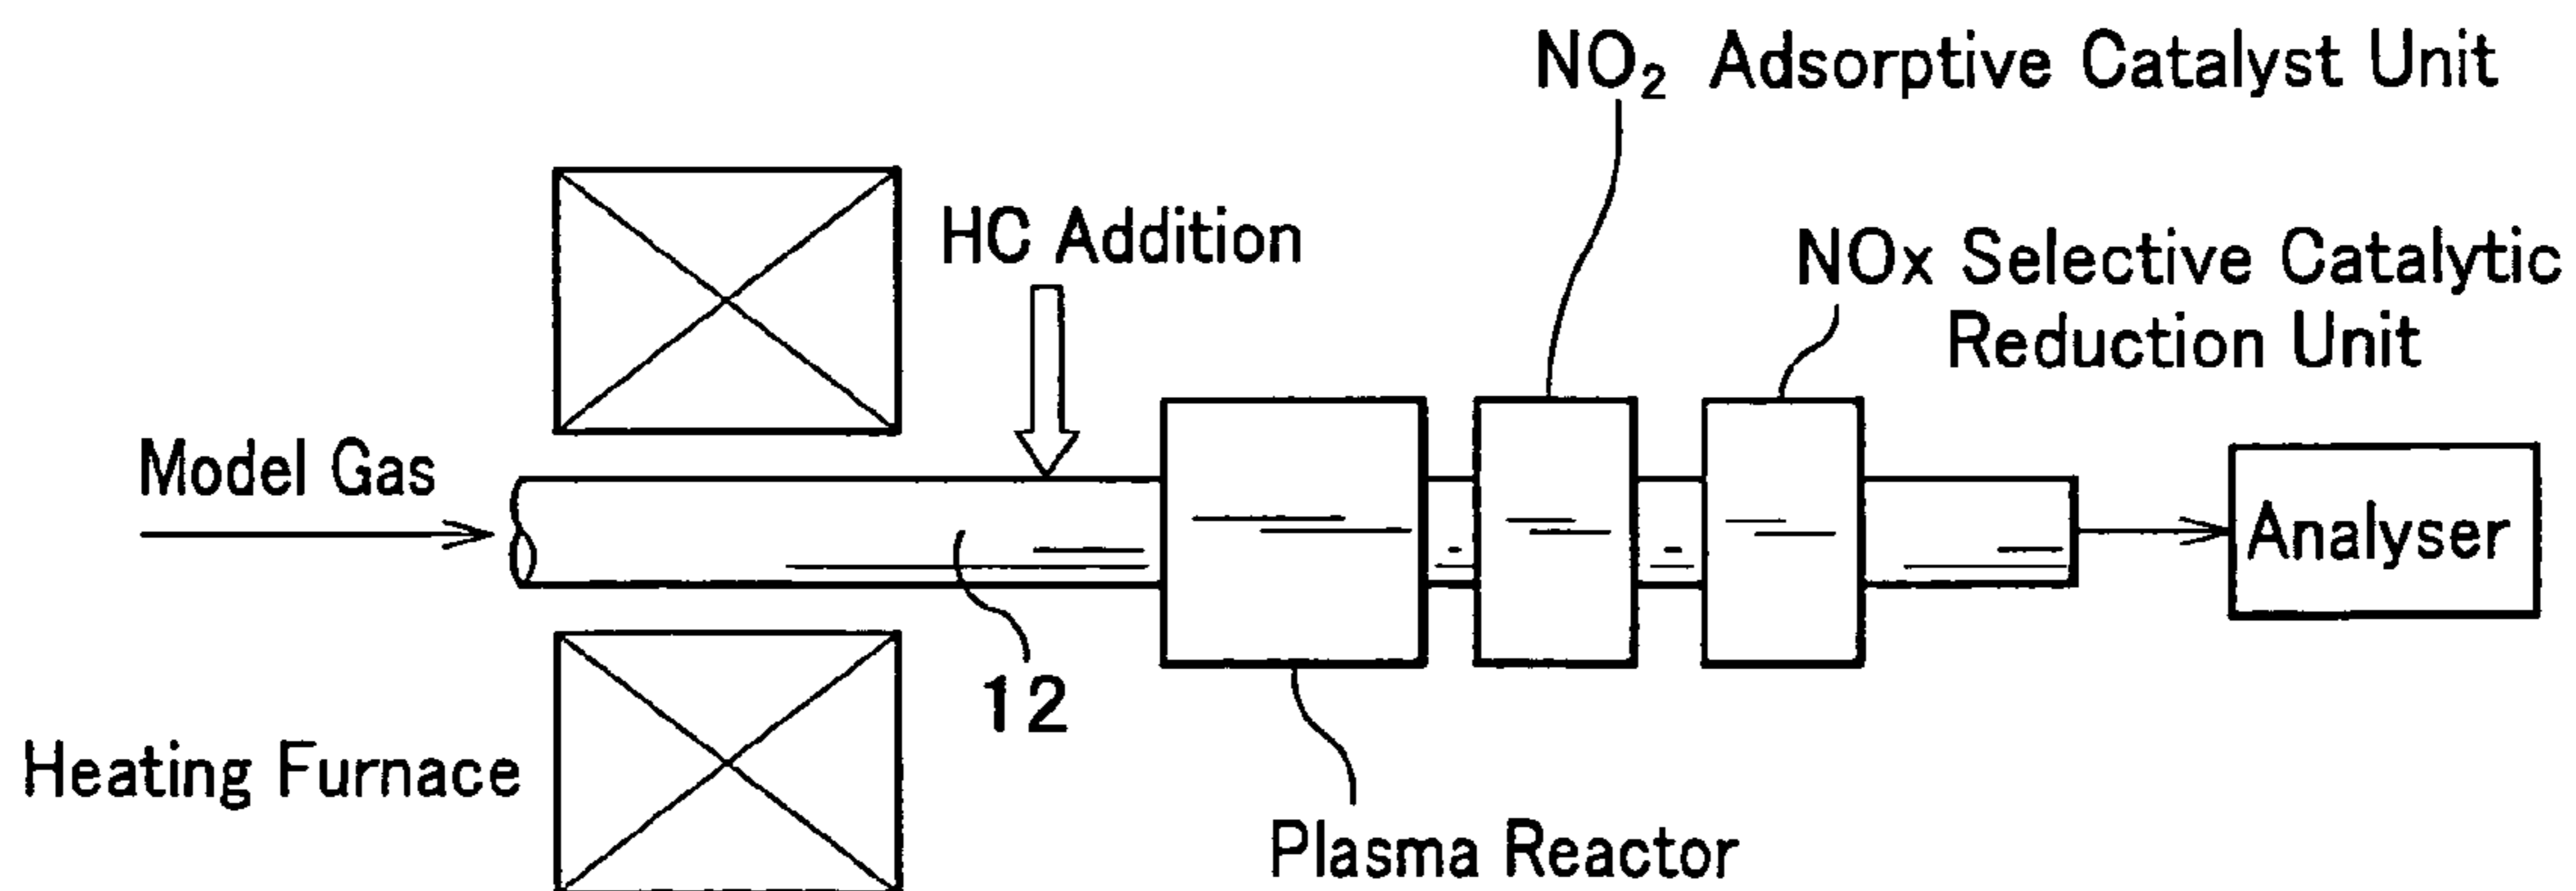 NO₂ Adsorptive Catalyst Unit
HC Addition
NOx Selective Catalytic
Reduction Unit
Model Gas
Analyser
12
Heating Furnace
Plasma Reactor